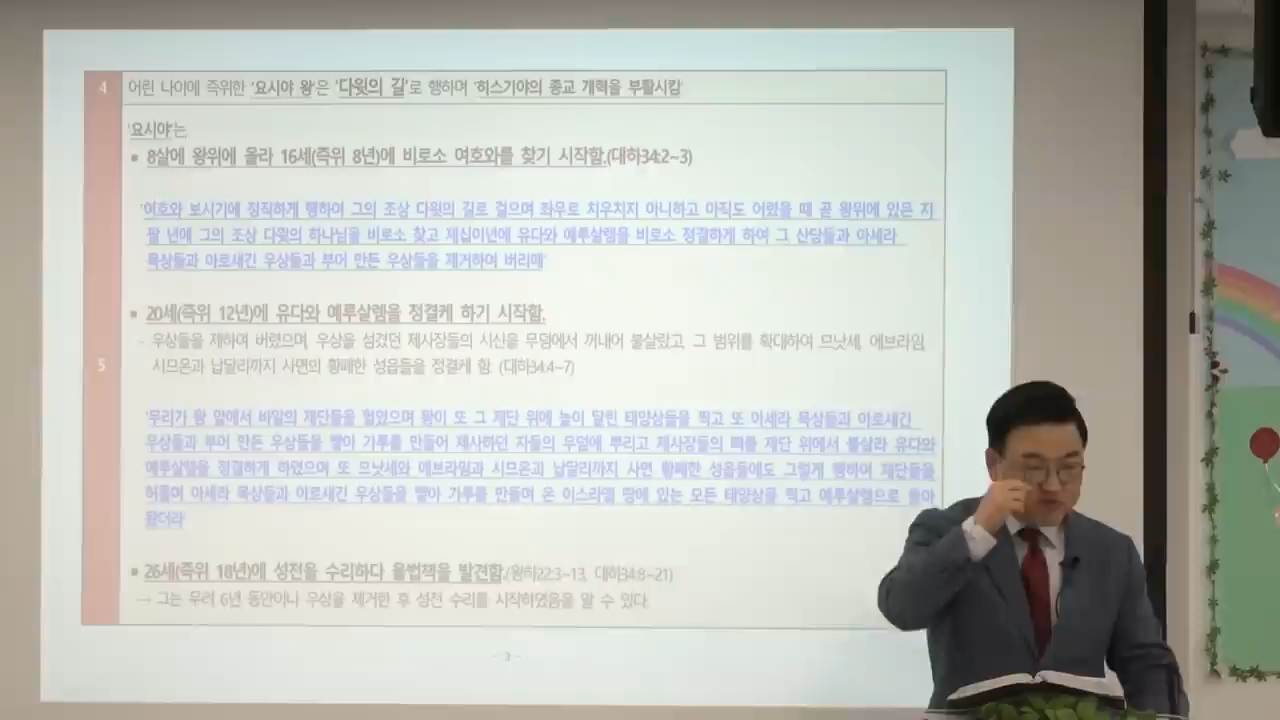 4 어린 나이에 즉위한 '요시야 왕'은 '다윗의 길'로 행하며 '히스기야의 종교 개혁을 부활시킴'
'요시야'는,
▪ 8살에 왕위에 올라 16세(즉위 8년)에 비로소 여호와를 찾기 시작함.(대하34:2~3)
'여호와 보시기에 정직하게 행하여 그의 조상 다윗의 길로 걸으며 좌우로 치우치지 아니하고 아직도 어렸을 때 곧 왕위에 있은 지
팔 년에 그의 조상 다윗의 하나님을 비로소 찾고 제십이년에 유다와 예루살렘을 비로소 정결하게 하여 그 산당들과 아세라
목상들과 아로새긴 우상들과 부어 만든 우상들을 제거하여 버리매'
▪ 20세(즉위 12년)에 유다와 예루살렘을 정결케 하기 시작함.
- 우상들을 제하여 버렸으며, 우상을 섬겼던 제사장들의 시신을 무덤에서 꺼내어 불살랐고, 그 범위를 확대하여 므낫세, 에브라임,
5 시므온과 납달리까지 사면의 황폐한 성읍들을 정결케 함. (대하34:4~7)
'무리가 왕 앞에서 바알의 제단들을 헐었으며 왕이 또 그 제단 위에 높이 달린 태양상들을 찍고 또 아세라 목상들과 아로새긴
우상들과 부어 만든 우상들을 빻아 가루를 만들어 제사하던 자들의 무덤에 뿌리고 제사장들의 뼈를 제단 위에서 불살라 유다와
예루살렘을 정결하게 하였으며 또 므낫세와 에브라임과 시므온과 납달리까지 사면 황폐한 성읍들에도 그렇게 행하여 제단들을
허물며 아세라 목상들과 아로새긴 우상들을 빻아 가루를 만들며 온 이스라엘 땅에 있는 모든 태양상을 찍고 예루살렘으로 돌아
왔더라'
▪ 26세(즉위 18년)에 성전을 수리하다 율법책을 발견함.(왕하22:3~13, 대하34:8~21)
→ 그는 무려 6년 동안이나 우상을 제거한 후 성전 수리를 시작하였음을 알 수 있다.
- 3 -